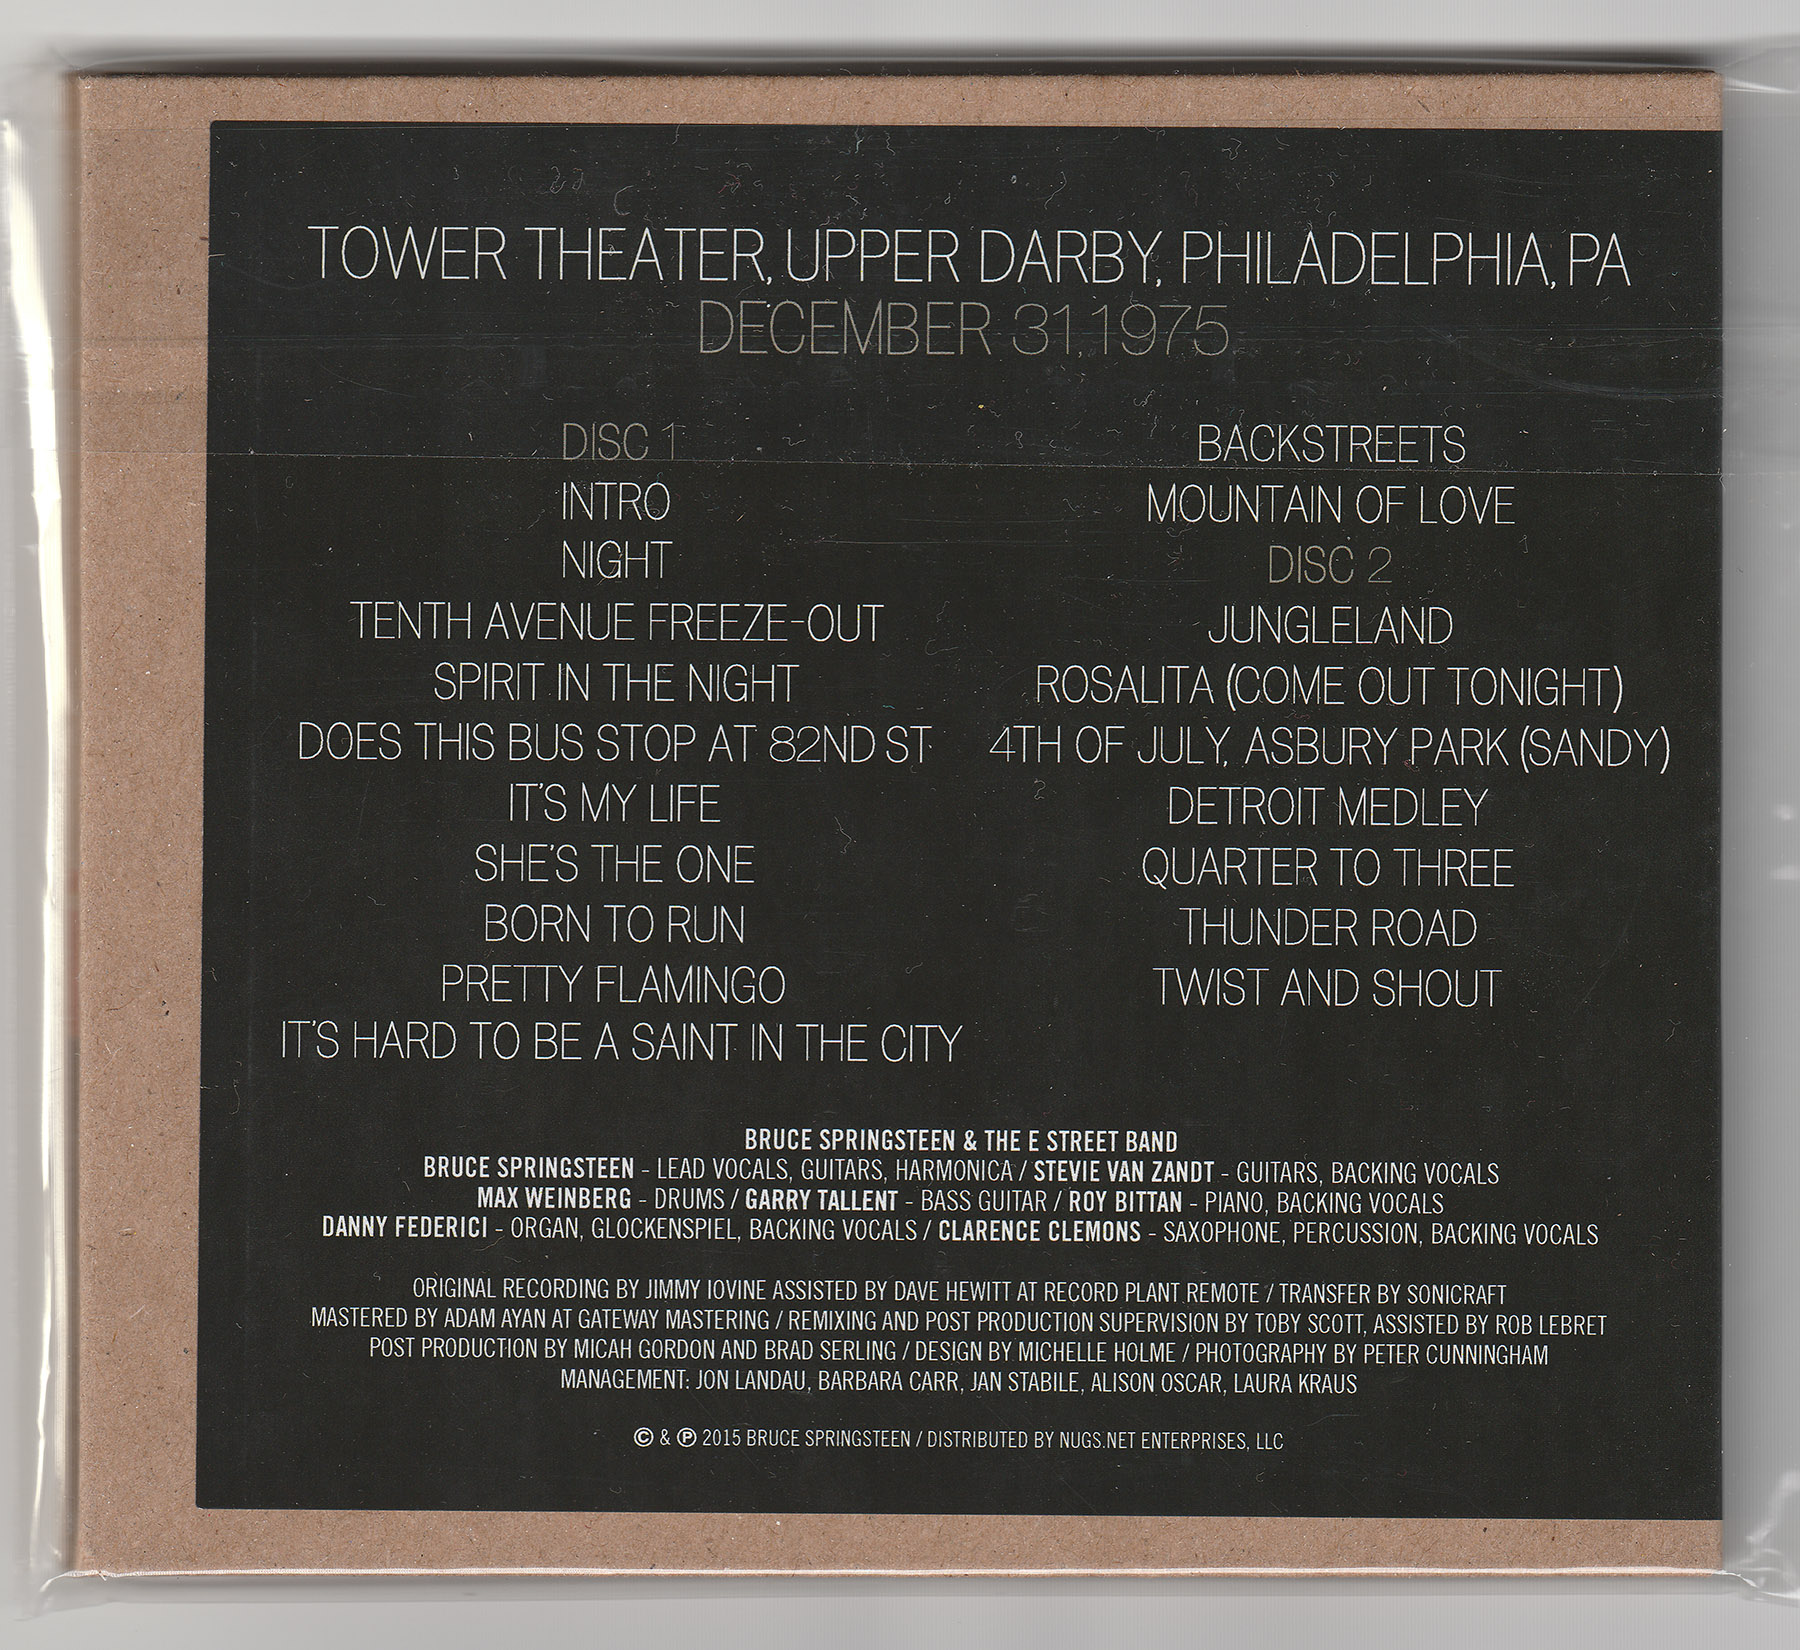 TOWER THEATER, UPPER DARBY, PHILADELPHIA, PA
DECEMBER 31, 1975
DISC 1
INTRO
NIGHT
TENTH AVENUE FREEZE-OUT
SPIRIT IN THE NIGHT
DOES THIS BUS STOP AT 82ND ST
IT'S MY LIFE
SHE'S THE ONE
BORN TO RUN
PRETTY FLAMINGO
IT'S HARD TO BE A SAINT IN THE CITY
BACKSTREETS
MOUNTAIN OF LOVE
DISC 2
JUNGLELAND
ROSALITA (COME OUT TONIGHT)
4TH OF JULY, ASBURY PARK (SANDY)
DETROIT MEDLEY
QUARTER TO THREE
THUNDER ROAD
TWIST AND SHOUT
BRUCE SPRINGSTEEN & THE E STREET BAND
BRUCE SPRINGSTEEN - LEAD VOCALS, GUITARS, HARMONICA / STEVIE VAN ZANDT - GUITARS, BACKING VOCALS
MAX WEINBERG - DRUMS / GARRY TALLENT - BASS GUITAR / ROY BITTAN - PIANO, BACKING VOCALS
DANNY FEDERICI - ORGAN, GLOCKENSPIEL, BACKING VOCALS / CLARENCE CLEMONS - SAXOPHONE, PERCUSSION, BACKING VOCALS
ORIGINAL RECORDING BY JIMMY IOVINE ASSISTED BY DAVE HEWITT AT RECORD PLANT REMOTE / TRANSFER BY SONICRAFT
MASTERED BY ADAM AYAN AT GATEWAY MASTERING / REMIXING AND POST PRODUCTION SUPERVISION BY TOBY SCOTT, ASSISTED BY ROB LEBRET
POST PRODUCTION BY MICAH GORDON AND BRAD SERLING / DESIGN BY MICHELLE HOLME / PHOTOGRAPHY BY PETER CUNNINGHAM
MANAGEMENT: JON LANDAU, BARBARA CARR, JAN STABILE, ALISON OSCAR, LAURA KRAUS
© & ℗ 2015 BRUCE SPRINGSTEEN / DISTRIBUTED BY NUGS.NET ENTERPRISES, LLC